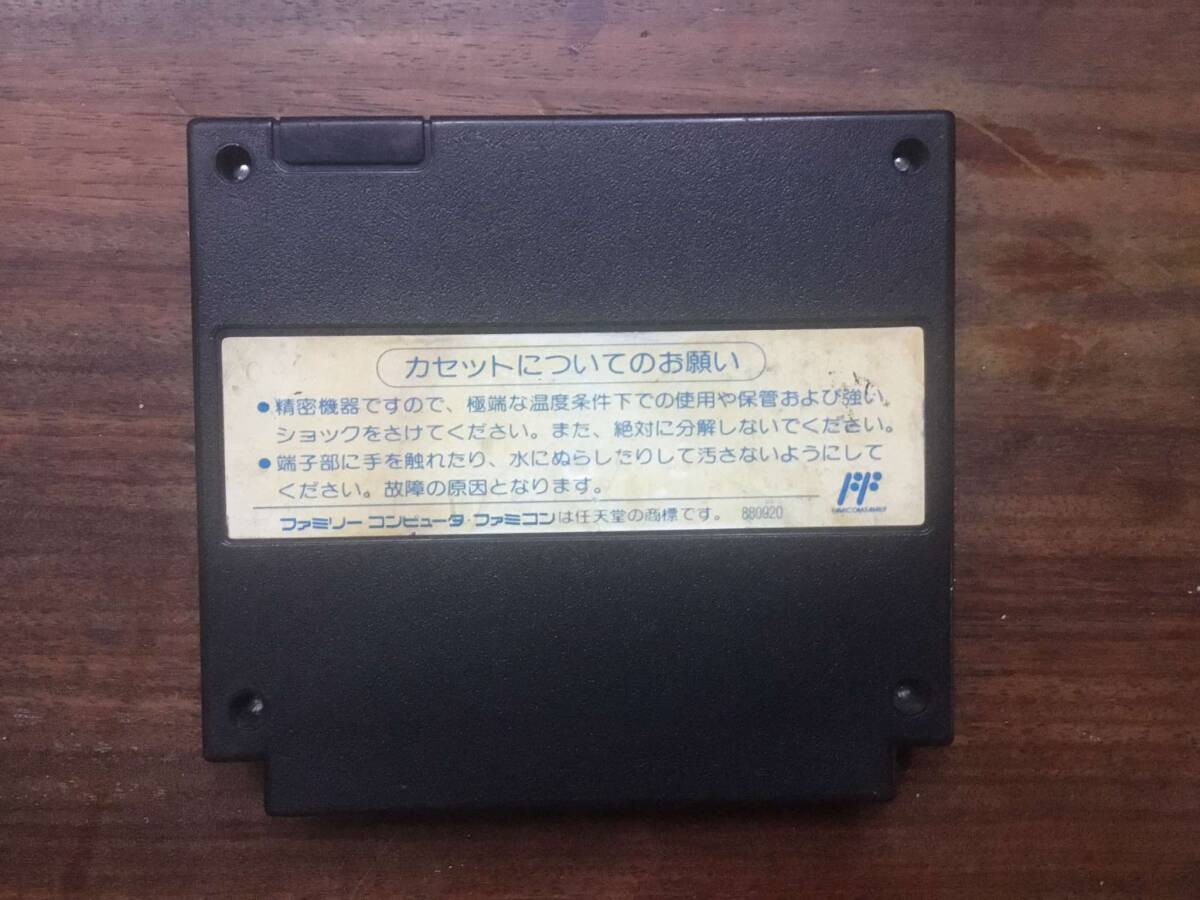 カセットについてのお願い
●精密機器ですので、極端な温度条件下での使用や保管および強い
ショックをさけてください。また、絶対に分解しないでください。
●端子部に手を触れたり、水にぬらしたりして汚さないようにして
ください。故障の原因となります。
FAMICOM FAMILY
ファミリー コンピュータ・ファミコンは任天堂の商標です。 880920